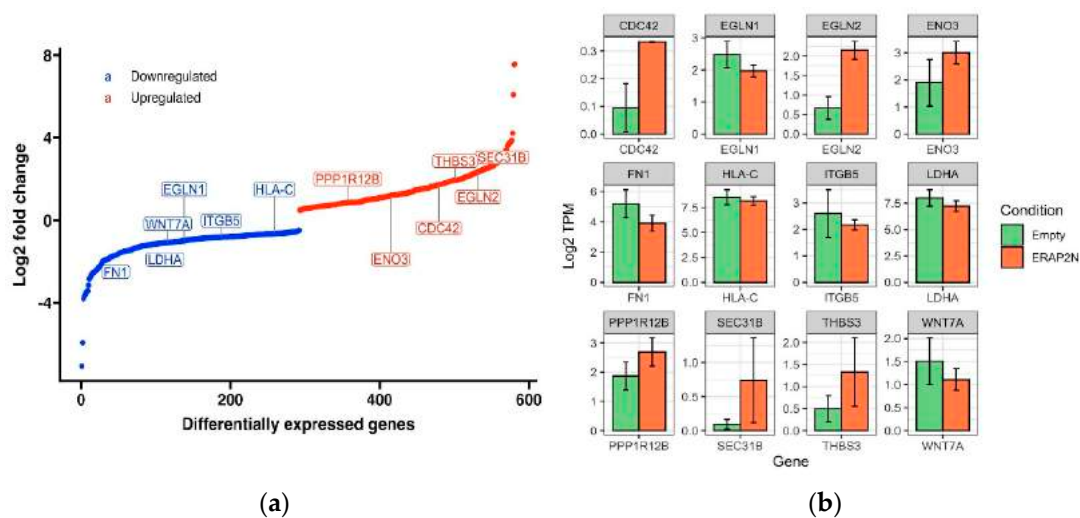 8
4
0
-4
Log2 fold change
a Downregulated
a Upregulated
FN1
WNT7A
LDHA
EGLN1
ITGB5
HLA-C
PPP1R12B
ENO3
THBS3
CDC42
SEC31B
EGLN2
0 200 400 600
Differentially expressed genes
(a)
CDC42 EGLN1 EGLN2 ENO3
0.3
0.2
0.1
0.0
3
2
1
0
2.0
1.5
1.0
0.5
0.0
3
2
1
0
CDC42 EGLN1 EGLN2 ENO3
FN1 HLA-C ITGB5 LDHA
6
4
2
0
7.5
5.0
2.5
0.0
3
2
1
0
7.5
5.0
2.5
0.0
FN1 HLA-C ITGB5 LDHA
PPP1R12B SEC31B THBS3 WNT7A
3
2
1
0
1.0
0.5
0.0
2.0
1.5
1.0
0.5
0.0
2.0
1.5
1.0
0.5
0.0
PPP1R12B SEC31B THBS3 WNT7A
Log2 TPM
Gene
Condition
Empty
ERAP2N
(b)